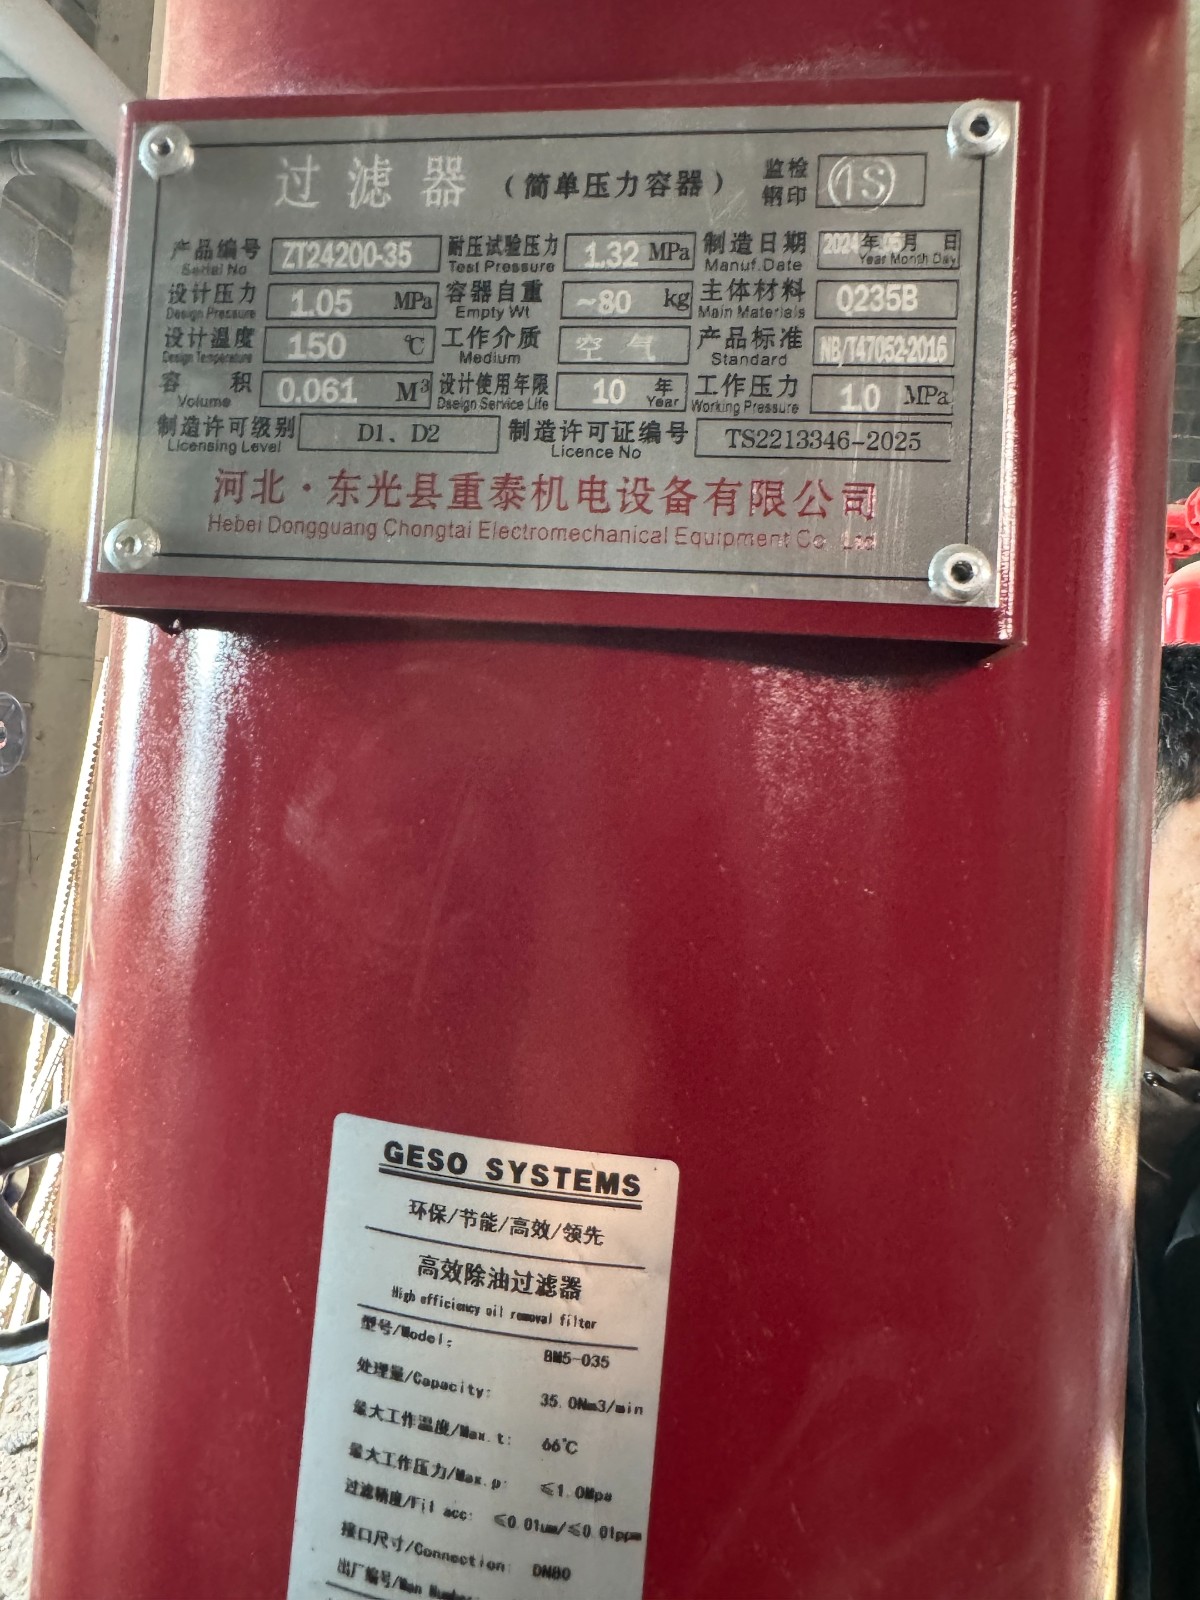 过滤器 (简单压力容器) 监检钢印 1S
产品编号 Serial No ZT24200-35 耐压试验压力 Test Pressure 1.32 MPa 制造日期 Manuf.Date 2024年05月 日 Year Month Day
设计压力 Design Pressure 1.05 MPa 容器自重 Empty Wt ~80 kg 主体材料 Main Materials Q235B
设计温度 Design Temperature 150 ℃ 工作介质 Medium 空气 产品标准 Standard NB/T47052-2016
容积 Volume 0.061 M³ 设计使用年限 Dseign Service Life 10 年 Year 工作压力 Working Pressure 1.0 MPa
制造许可级别 Licensing Level D1、D2 制造许可证编号 Licence No TS2213346-2025
河北·东光县重泰机电设备有限公司
Hebei Dongguang Chongtai Electromechanical Equipment Co Ltd
GESO SYSTEMS
环保/节能/高效/领先
高效除油过滤器
High efficiency oil removal filter
型号/Model: BM5-035
处理量/Capacity: 35.0Nm3/min
最大工作温度/Max.t: 66℃
最大工作压力/Max.p: ≤1.0Mpa
过滤精度/Fil acc: ≤0.01um/≤0.01ppm
接口尺寸/Connection: DN80
出厂编号/Man Number